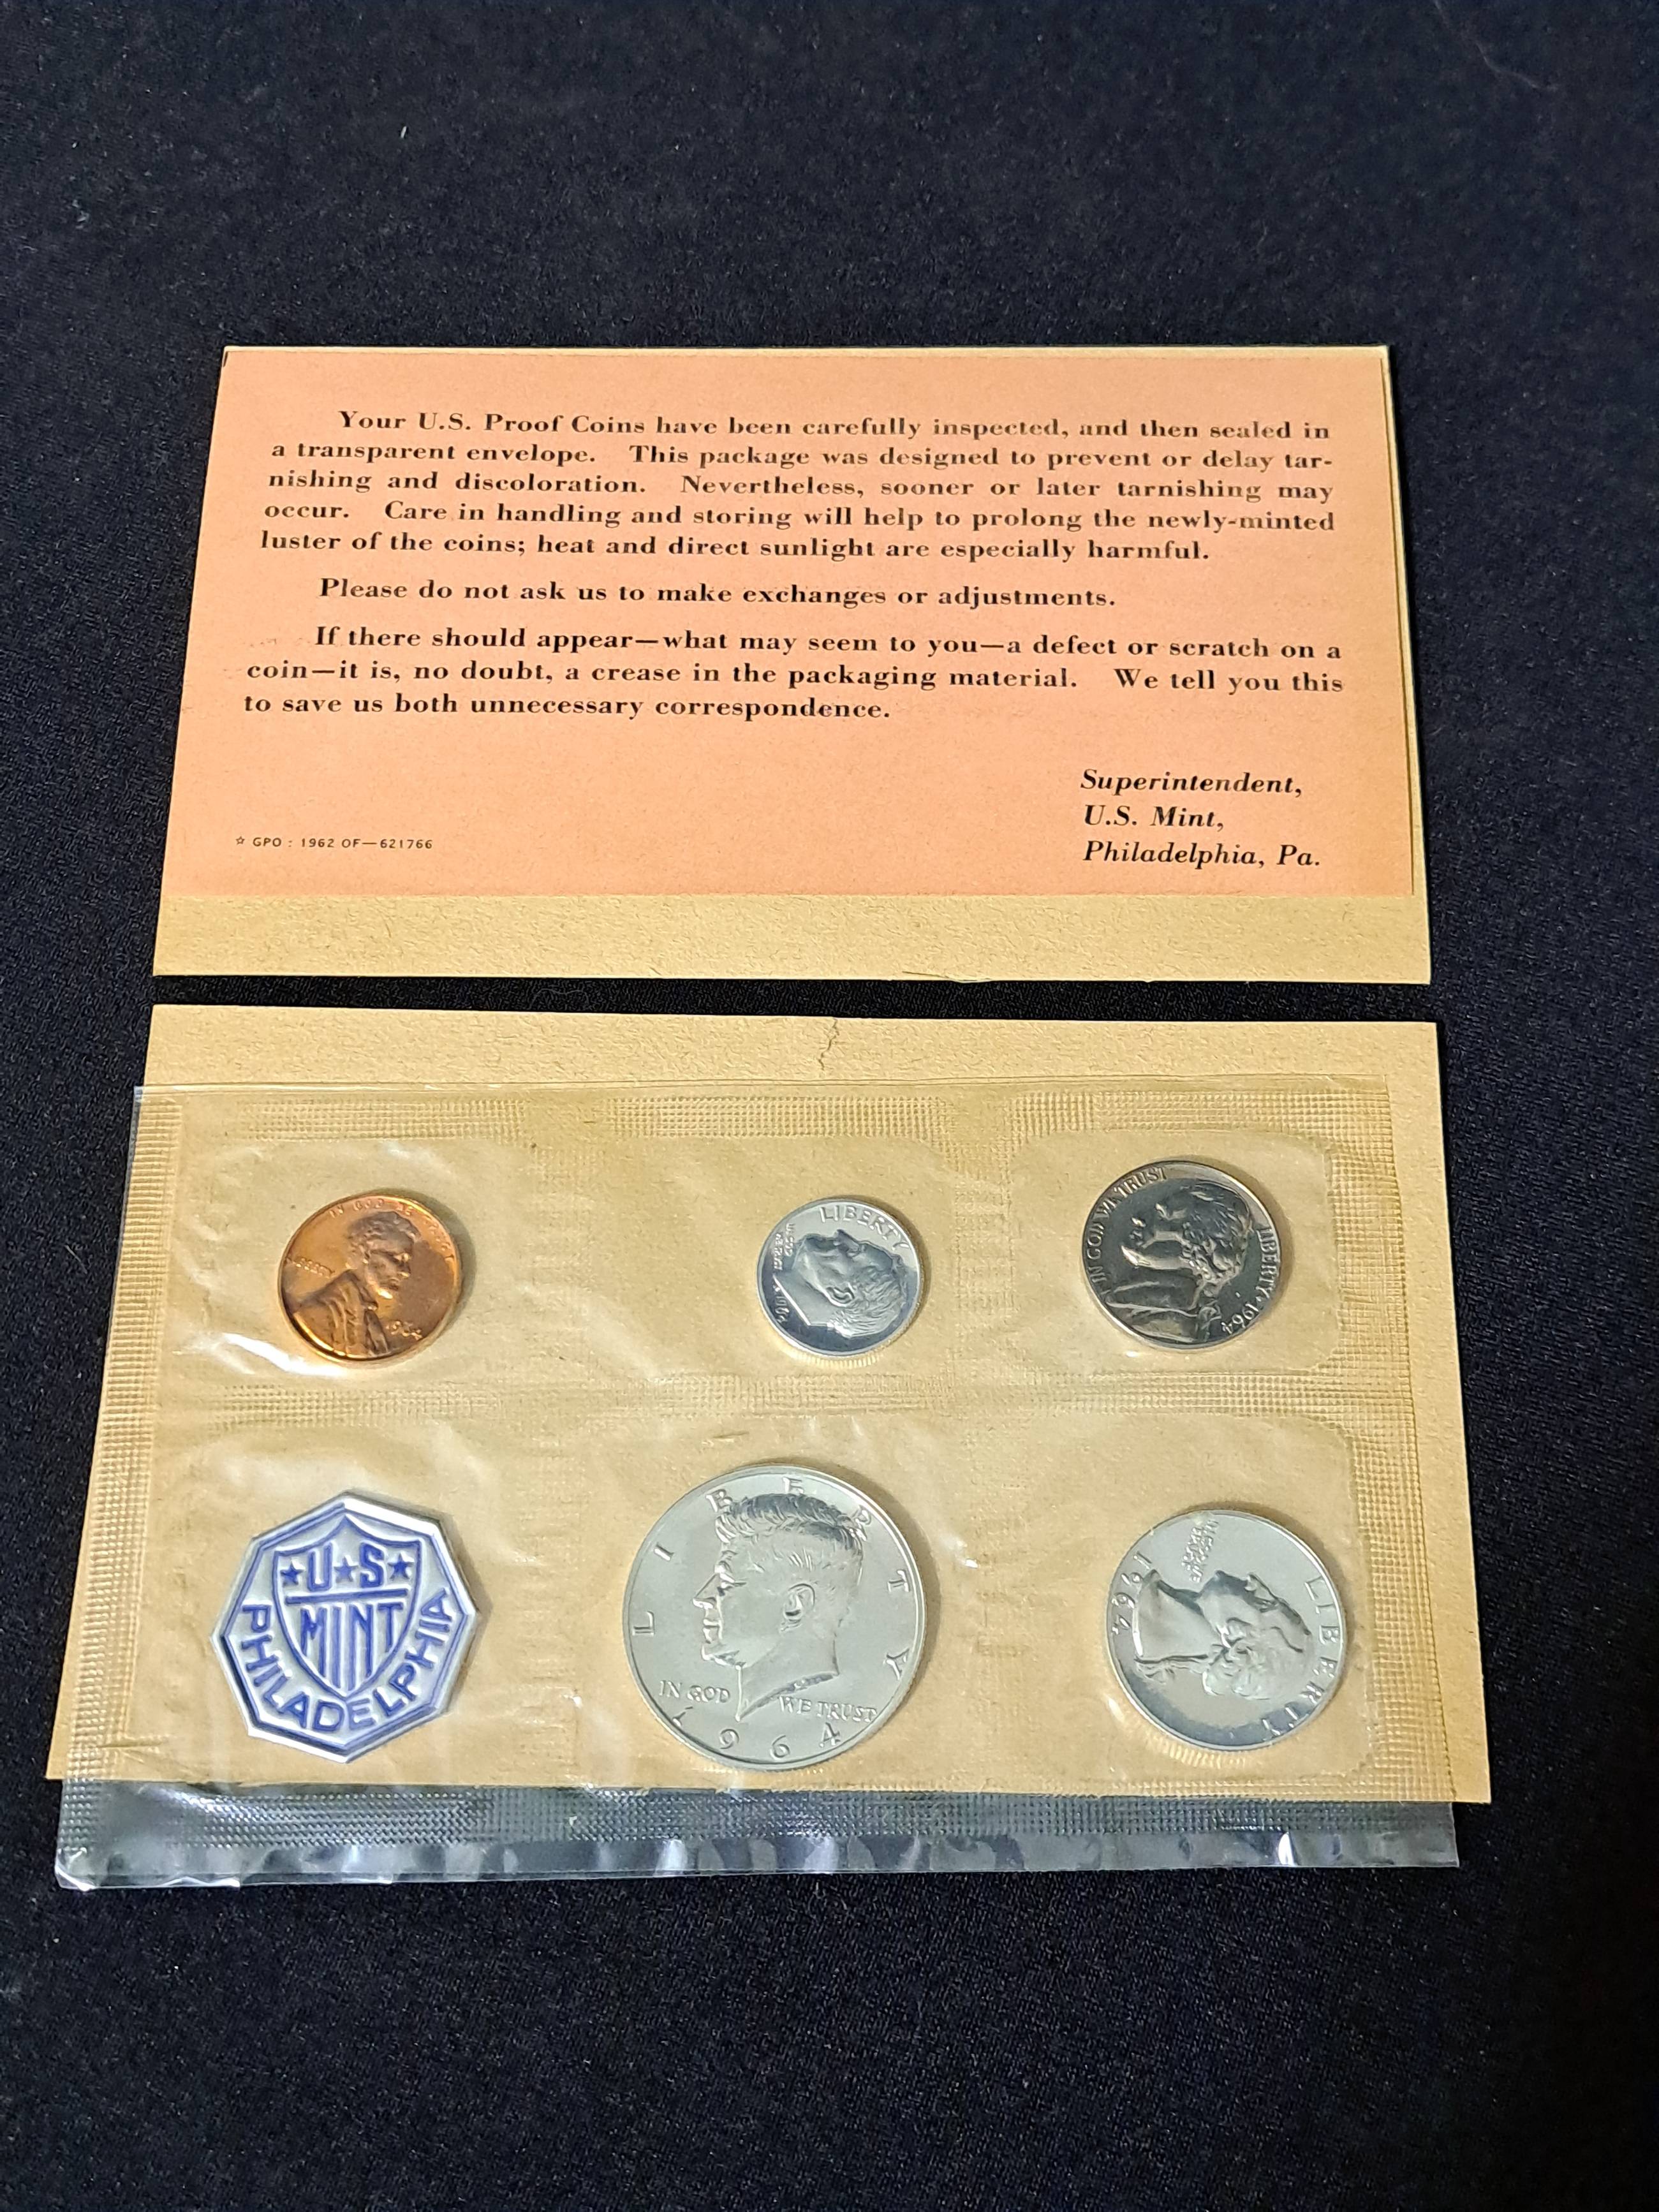 Your U.S. Proof Coins have been carefully inspected, and then sealed in
a transparent envelope. This package was designed to prevent or delay tar-
nishing and discoloration. Nevertheless, sooner or later tarnishing may
occur. Care in handling and storing will help to prolong the newly-minted
luster of the coins; heat and direct sunlight are especially harmful.
Please do not ask us to make exchanges or adjustments.
If there should appear—what may seem to you—a defect or scratch on a
coin—it is, no doubt, a crease in the packaging material. We tell you this
to save us both unnecessary correspondence.
Superintendent,
U.S. Mint,
Philadelphia, Pa.
☆ GPO : 1962 OF—621766
IN GOD WE TRUST
LIBERTY
1964
LIBERTY
1964
IN GOD WE TRUST
LIBERTY ★ 1964
U★S
MINT
PHILADELPHIA
LIBERTY
IN GOD WE TRUST
1964
LIBERTY
1964